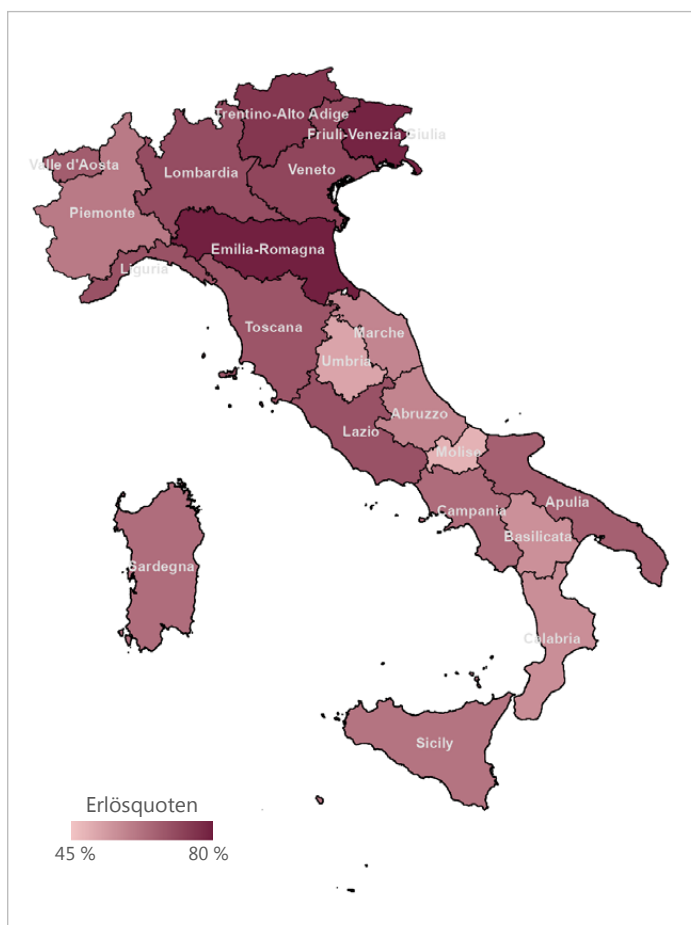 Trentino-Alto Adige
Friuli-Venezia Giulia
Valle d'Aosta
Lombardia
Veneto
Piemonte
Emilia-Romagna
Liguria
Toscana
Marche
Umbria
Abruzzo
Lazio
Molise
Apulia
Campania
Basilicata
Sardegna
Calabria
Sicily
Erlösquoten
45 %
80 %